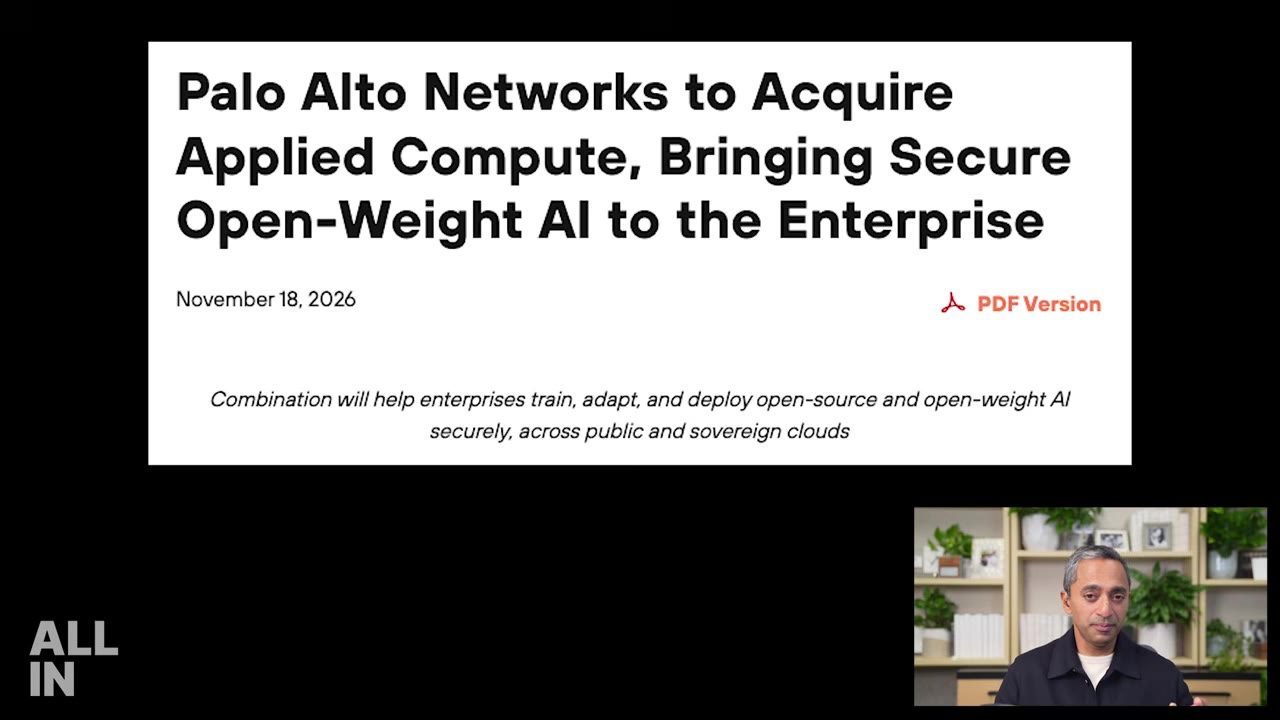 Palo Alto Networks to Acquire
Applied Compute, Bringing Secure
Open-Weight AI to the Enterprise
November 18, 2026
PDF Version
Combination will help enterprises train, adapt, and deploy open-source and open-weight AI
securely, across public and sovereign clouds
ALL
IN